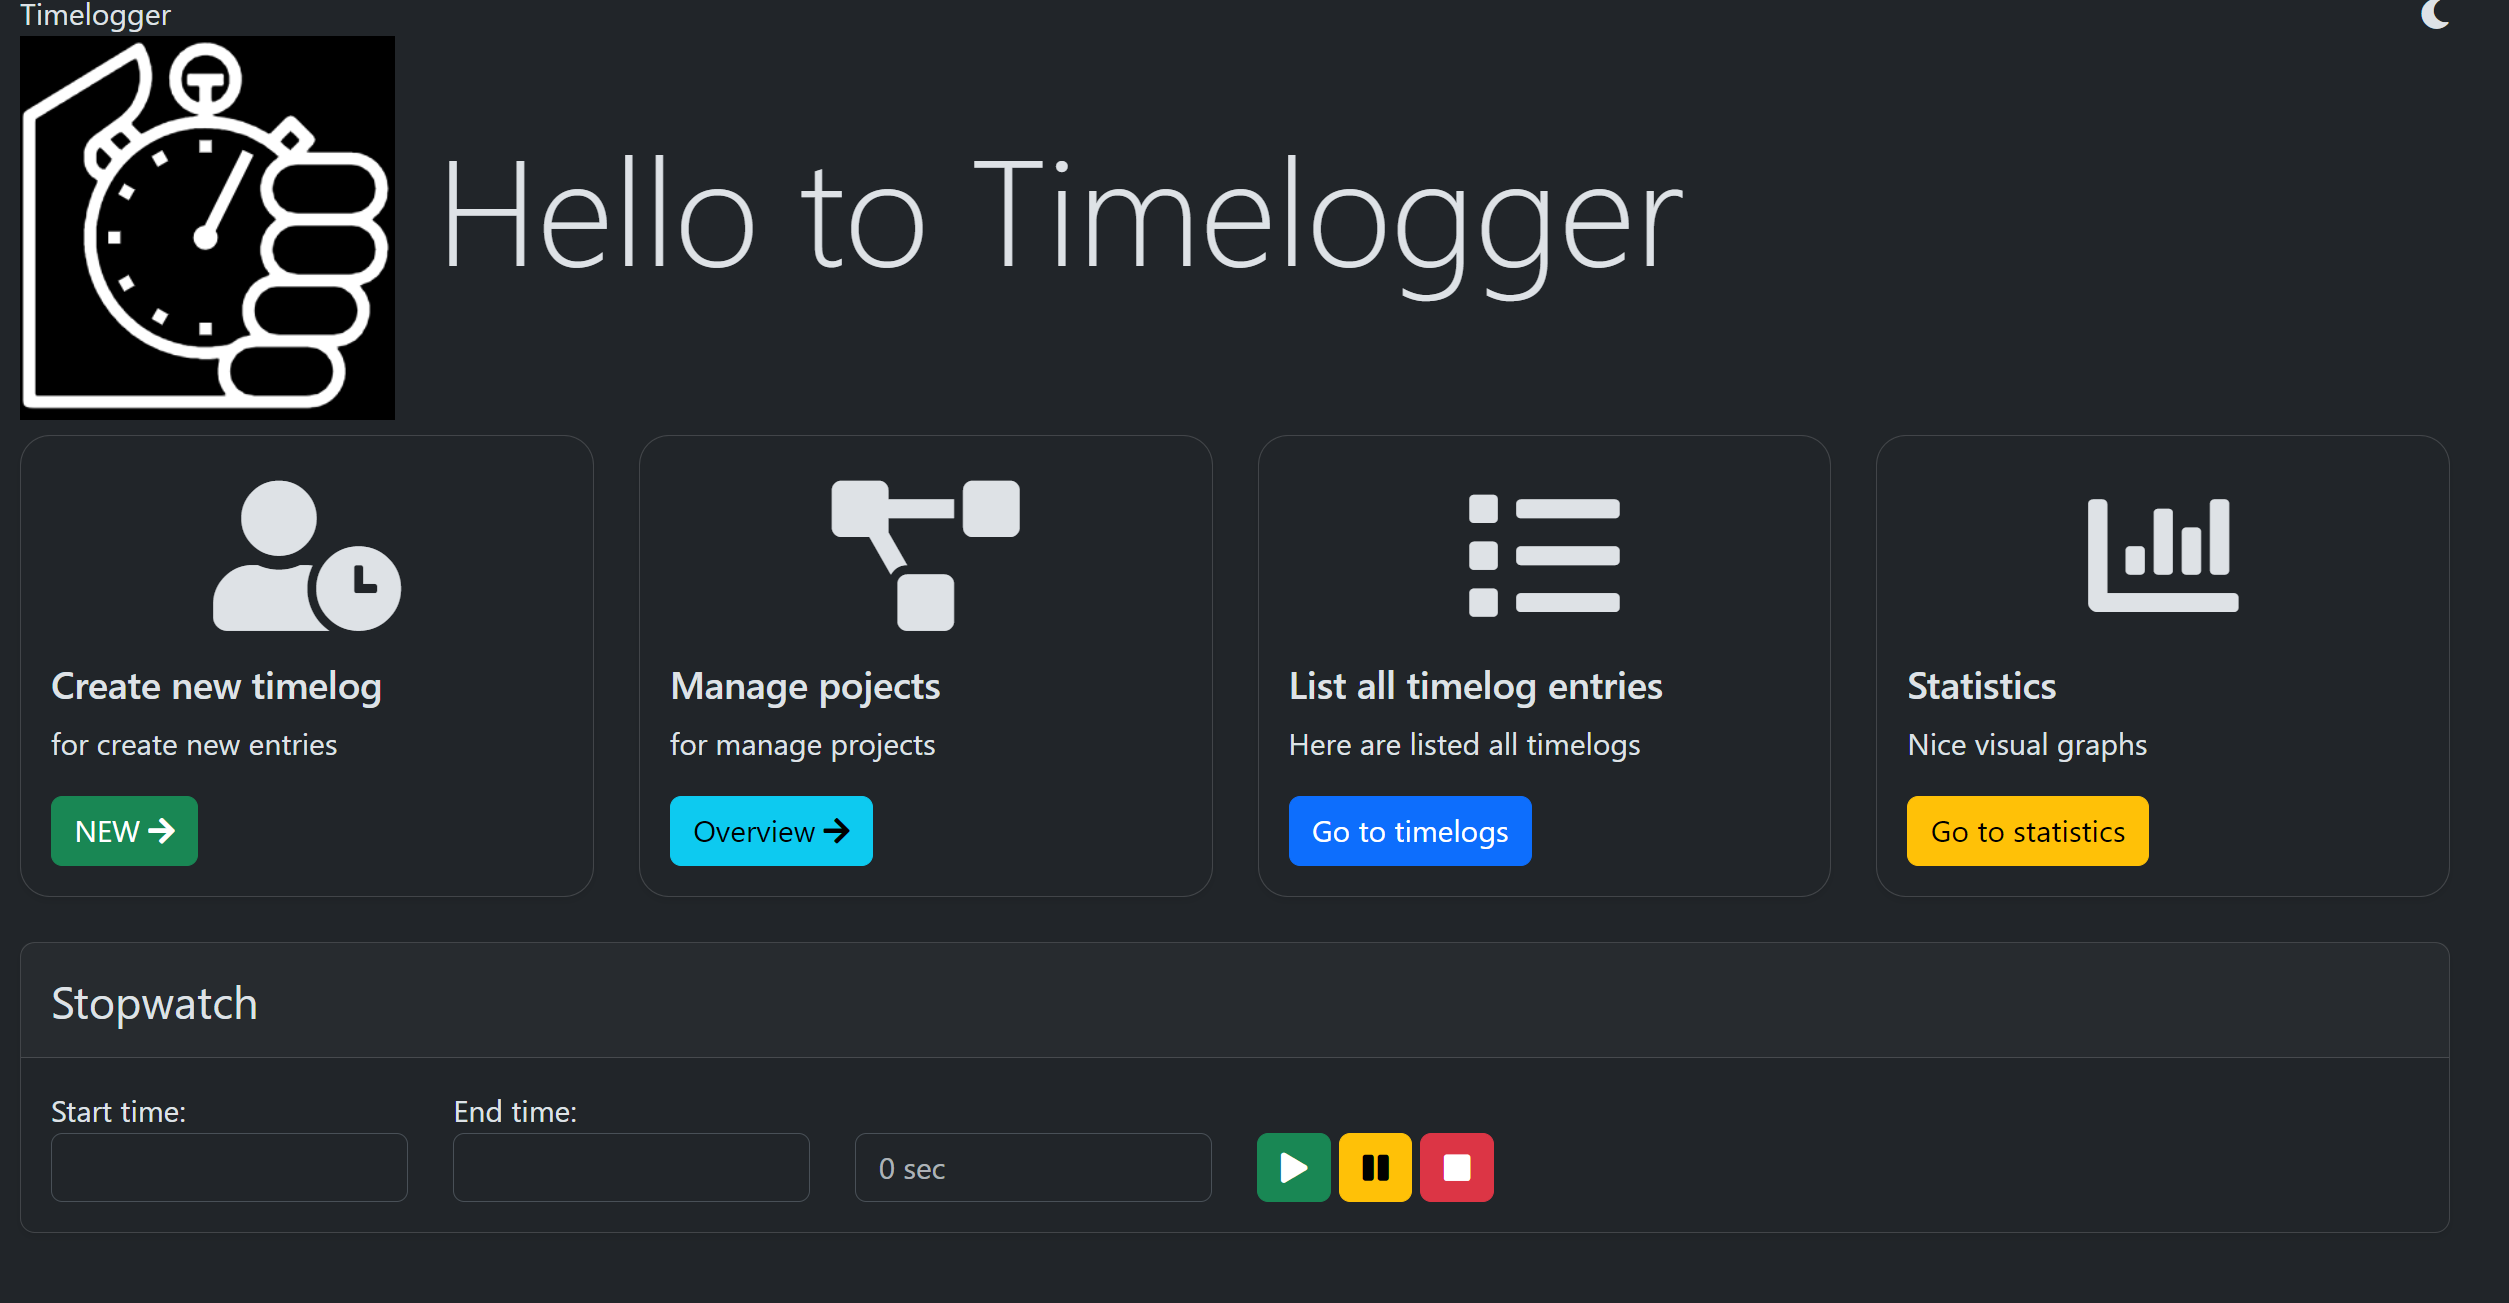 Timelogger
Hello to Timelogger
Create new timelog
for create new entries
NEW
Manage pojects
for manage projects
Overview
List all timelog entries
Here are listed all timelogs
Go to timelogs
Statistics
Nice visual graphs
Go to statistics
Stopwatch
Start time:
End time:
0 sec